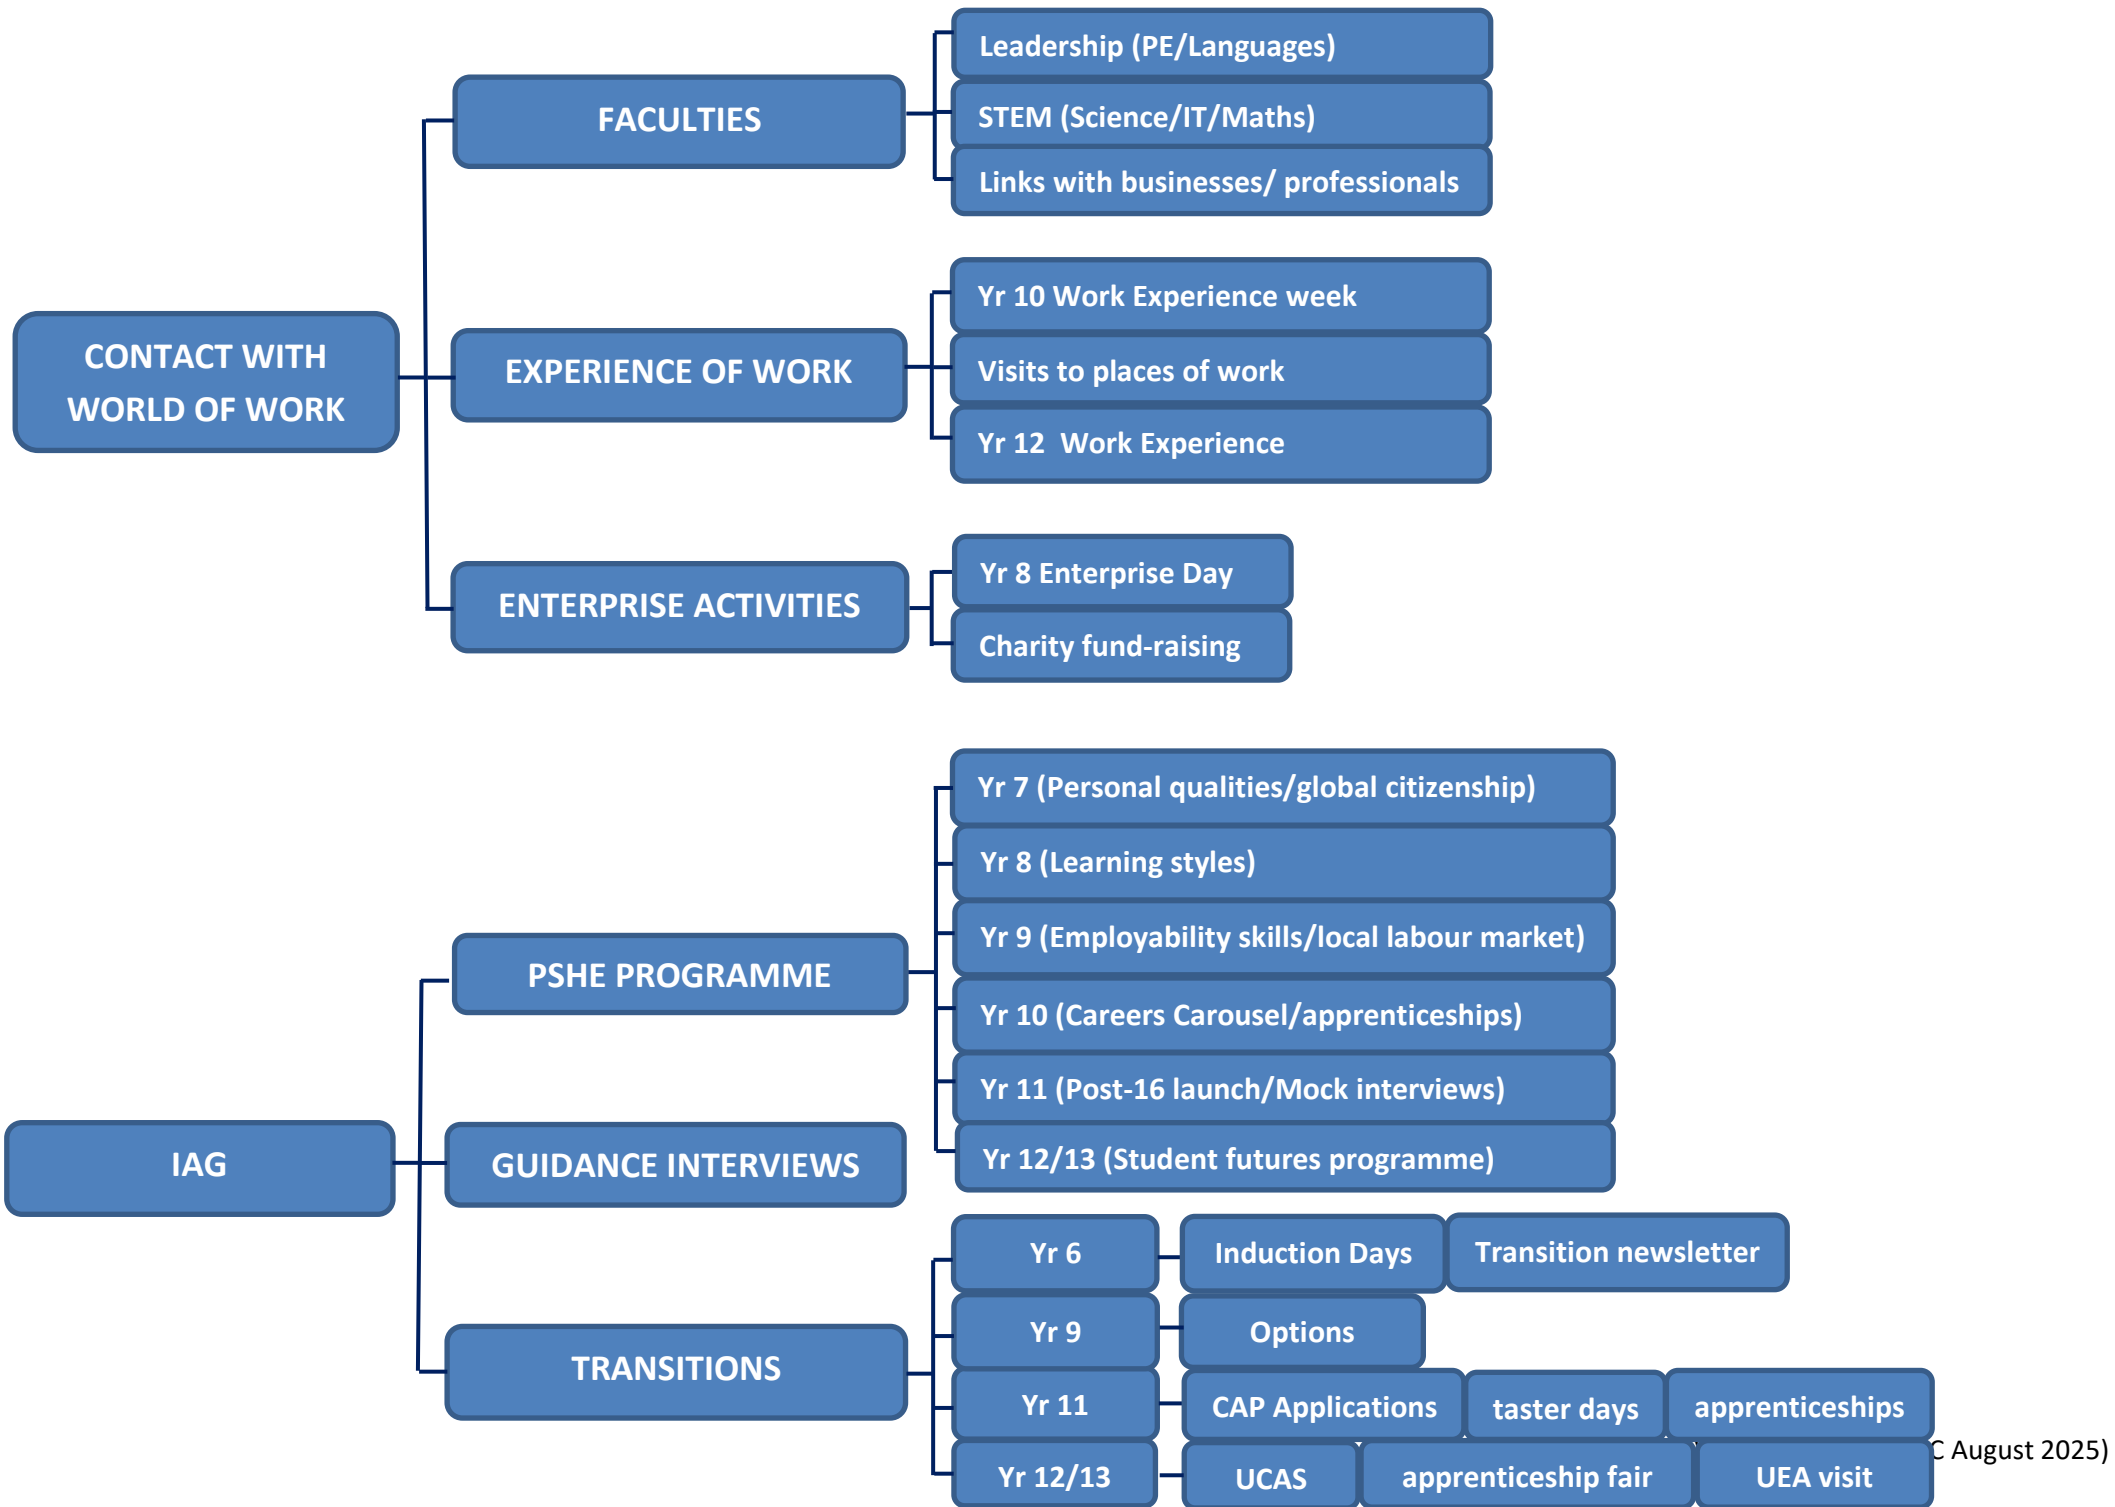 CONTACT WITH
WORLD OF WORK
FACULTIES
Leadership (PE/Languages)
STEM (Science/IT/Maths)
Links with businesses/ professionals
EXPERIENCE OF WORK
Yr 10 Work Experience week
Visits to places of work
Yr 12  Work Experience
ENTERPRISE ACTIVITIES
Yr 8 Enterprise Day
Charity fund-raising
IAG
PSHE PROGRAMME
Yr 7 (Personal qualities/global citizenship)
Yr 8 (Learning styles)
Yr 9 (Employability skills/local labour market)
Yr 10 (Careers Carousel/apprenticeships)
Yr 11 (Post-16 launch/Mock interviews)
Yr 12/13 (Student futures programme)
GUIDANCE INTERVIEWS
TRANSITIONS
Yr 6
Induction Days
Transition newsletter
Yr 9
Options
Yr 11
CAP Applications
taster days
apprenticeships
Yr 12/13
UCAS
apprenticeship fair
UEA visit
August 2025)